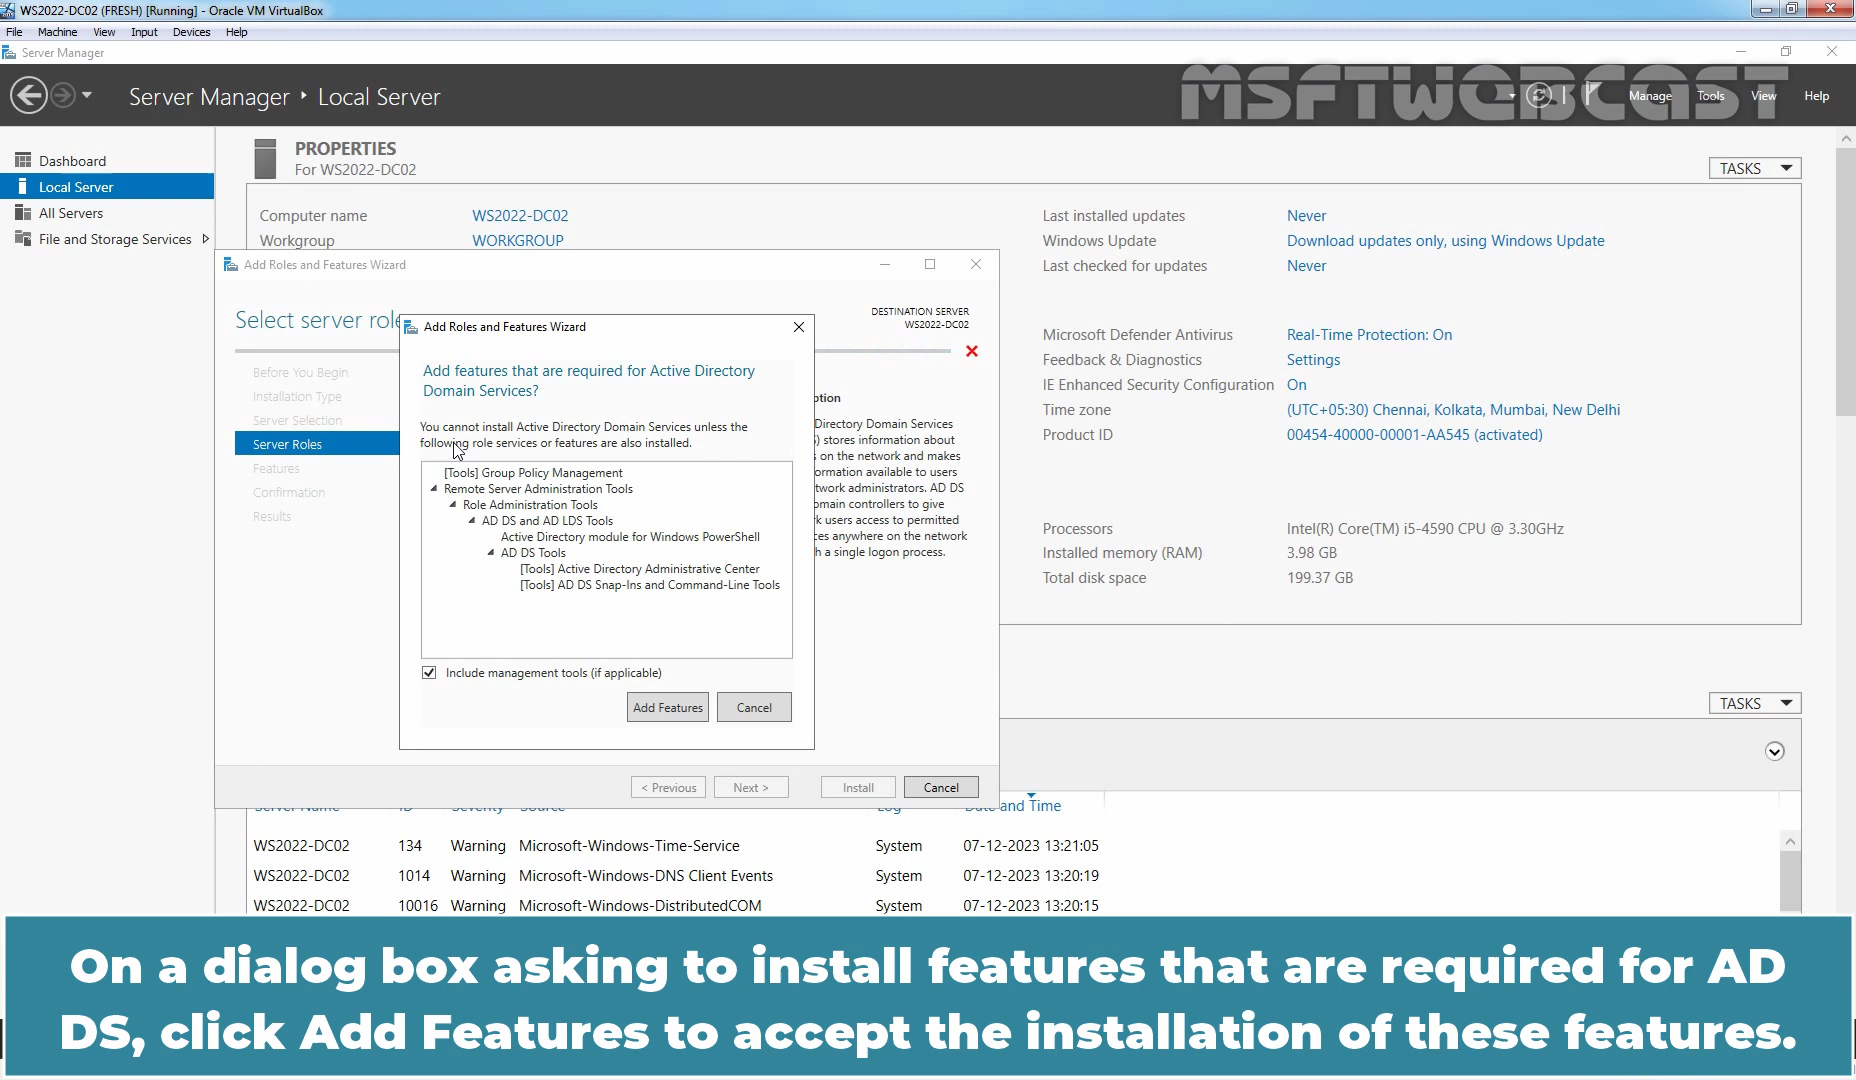 WS2022-DC02 (FRESH) [Running] - Oracle VM VirtualBox
File Machine View Input Devices Help
Server Manager
Server Manager ‣ Local Server
MSFTWEBCAST
Manage Tools View Help
Dashboard
Local Server
All Servers
File and Storage Services
PROPERTIES
For WS2022-DC02
TASKS
Computer name WS2022-DC02
Workgroup WORKGROUP
Last installed updates Never
Windows Update Download updates only, using Windows Update
Last checked for updates Never
Microsoft Defender Antivirus Real-Time Protection: On
Feedback & Diagnostics Settings
IE Enhanced Security Configuration On
Time zone (UTC+05:30) Chennai, Kolkata, Mumbai, New Delhi
Product ID 00454-40000-00001-AA545 (activated)
Processors Intel(R) Core(TM) i5-4590 CPU @ 3.30GHz
Installed memory (RAM) 3.98 GB
Total disk space 199.37 GB
Add Roles and Features Wizard
Select server role
DESTINATION SERVER
WS2022-DC02
Before You Begin
Installation Type
Server Selection
Server Roles
Features
Confirmation
Results
Add Roles and Features Wizard
Add features that are required for Active Directory
Domain Services?
You cannot install Active Directory Domain Services unless the
following role services or features are also installed.
[Tools] Group Policy Management
Remote Server Administration Tools
Role Administration Tools
AD DS and AD LDS Tools
Active Directory module for Windows PowerShell
AD DS Tools
[Tools] Active Directory Administrative Center
[Tools] AD DS Snap-Ins and Command-Line Tools
Include management tools (if applicable)
Add Features Cancel
ption
Directory Domain Services
) stores information about
s on the network and makes
ormation available to users
twork administrators. AD DS
omain controllers to give
k users access to permitted
ces anywhere on the network
h a single logon process.
< Previous Next > Install Cancel
TASKS
Server Name ID Severity Source Log Date and Time
WS2022-DC02 134 Warning Microsoft-Windows-Time-Service System 07-12-2023 13:21:05
WS2022-DC02 1014 Warning Microsoft-Windows-DNS Client Events System 07-12-2023 13:20:19
WS2022-DC02 10016 Warning Microsoft-Windows-DistributedCOM System 07-12-2023 13:20:15
On a dialog box asking to install features that are required for AD
DS, click Add Features to accept the installation of these features.